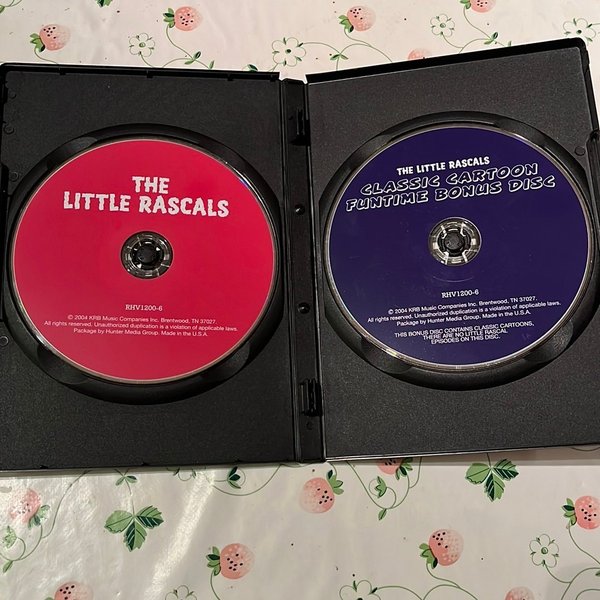 THE
LITTLE RASCALS
RHV1200-6
© 2004 KRB Music Companies Inc. Brentwood, TN 37027.
All rights reserved. Unauthorized duplication is a violation of applicable laws.
Package by Hunter Media Group. Made in the U.S.A.
THE LITTLE RASCALS
CLASSIC CARTOON
FUNTIME BONUS DISC
RHV1200-6
© 2004 KRB Music Companies Inc. Brentwood, TN 37027.
All rights reserved. Unauthorized duplication is a violation of applicable laws.
Package by Hunter Media Group. Made in the U.S.A.
THIS BONUS DISC CONTAINS CLASSIC CARTOONS,
THERE ARE NO LITTLE RASCAL
EPISODES ON THIS DISC.